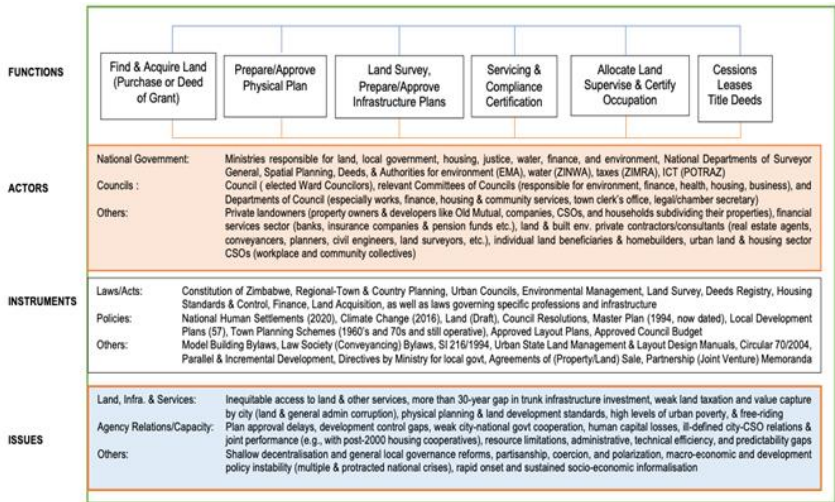 FUNCTIONS
Find & Acquire Land
(Purchase or Deed
of Grant)
Prepare/Approve
Physical Plan
Land Survey,
Prepare/Approve
Infrastructure Plans
Servicing &
Compliance
Certification
Allocate Land
Supervise & Certify
Occupation
Cessions
Leases
Title Deeds
ACTORS
National Government: Ministries responsible for land, local government, housing, justice, water, finance, and environment, National Departments of Surveyor
General, Spatial Planning, Deeds, & Authorities for environment (EMA), water (ZINWA), taxes (ZIMRA), ICT (POTRAZ)
Councils : Council ( elected Ward Councilors), relevant Committees of Councils (responsible for environment, finance, health, housing, business), and
Departments of Council (especially works, finance, housing & community services, town clerk's office, legal/chamber secretary)
Others: Private landowners (property owners & developers like Old Mutual, companies, CSOs, and households subdividing their properties), financial
services sector (banks, insurance companies & pension funds etc.), land & built env. private contractors/consultants (real estate agents,
conveyancers, planners, civil engineers, land surveyors, etc.), individual land beneficiaries & homebuilders, urban land & housing sector
CSOs (workplace and community collectives)
INSTRUMENTS
Laws/Acts: Constitution of Zimbabwe, Regional-Town & Country Planning, Urban Councils, Environmental Management, Land Survey, Deeds Registry, Housing
Standards & Control, Finance, Land Acquisition, as well as laws governing specific professions and infrastructure
Policies: National Human Settlements (2020), Climate Change (2016), Land (Draft), Council Resolutions, Master Plan (1994, now dated), Local Development
Plans (57), Town Planning Schemes (1960's and 70s and still operative), Approved Layout Plans, Approved Council Budget
Others: Model Building Bylaws, Law Society (Conveyancing) Bylaws, SI 216/1994, Urban State Land Management & Layout Design Manuals, Circular 70/2004,
Parallel & Incremental Development, Directives by Ministry for local govt, Agreements of (Property/Land) Sale, Partnership (Joint Venture) Memoranda
ISSUES
Land, Infra. & Services: Inequitable access to land & other services, more than 30-year gap in trunk infrastructure investment, weak land taxation and value capture
by city (land & general admin corruption), physical planning & land development standards, high levels of urban poverty, & free-riding
Agency Relations/Capacity: Plan approval delays, development control gaps, weak city-national govt cooperation, human capital losses, ill-defined city-CSO relations &
joint performance (e.g., with post-2000 housing cooperatives), resource limitations, administrative, technical efficiency, and predictability gaps
Others: Shallow decentralisation and general local governance reforms, partisanship, coercion, and polarization, macro-economic and development
policy instability (multiple & protracted national crises), rapid onset and sustained socio-economic informalisation